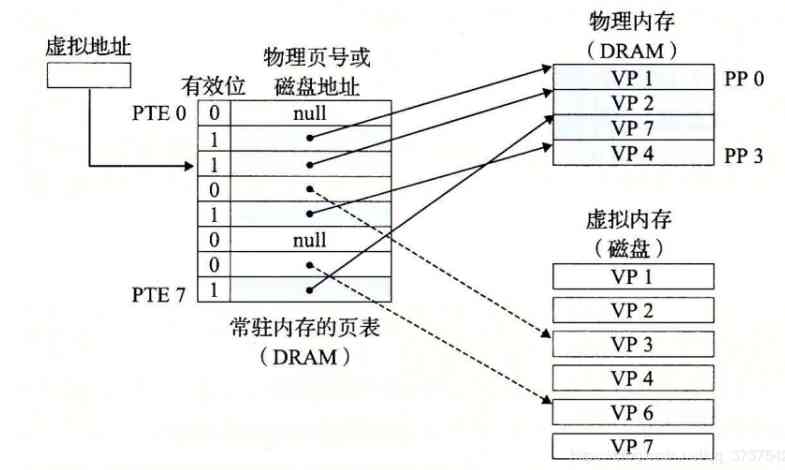 虚拟地址
物理页号或
磁盘地址
有效位
PTE 0
0
null
1
1
0
1
0
null
0
PTE 7
1
常驻内存的页表
（DRAM）
物理内存
（DRAM）
VP 1
PP 0
VP 2
VP 7
VP 4
PP 3
虚拟内存
（磁盘）
VP 1
VP 2
VP 3
VP 4
VP 6
VP 7